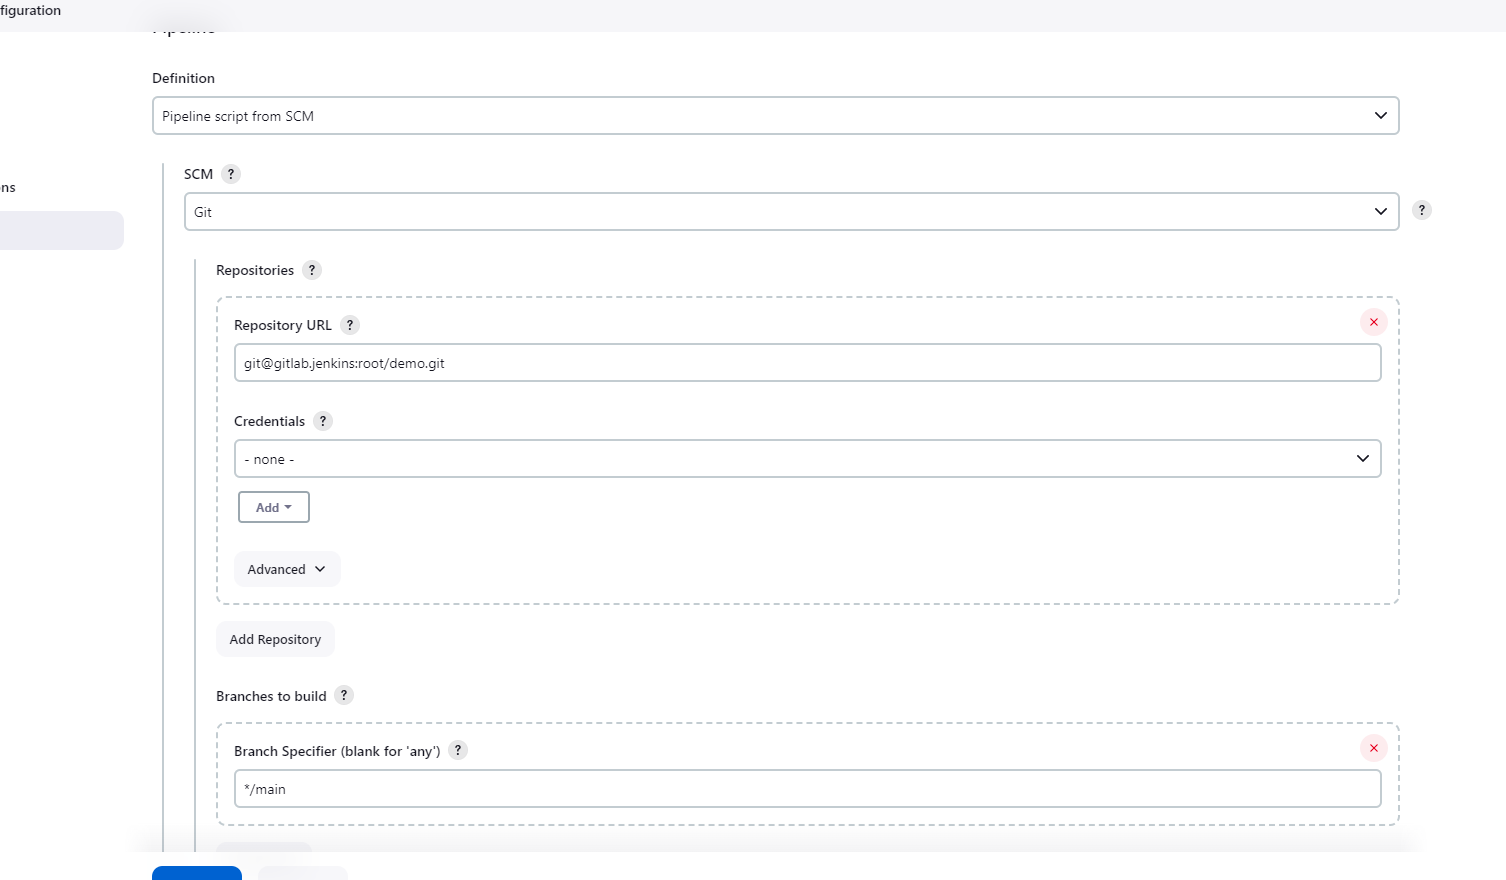 figuration
Pipeline
Definition
Pipeline script from SCM
ns
SCM ?
Git
?
Repositories ?
Repository URL ?
git@gitlab.jenkins:root/demo.git
Credentials ?
- none -
Add
Advanced
Add Repository
Branches to build ?
Branch Specifier (blank for 'any') ?
*/main